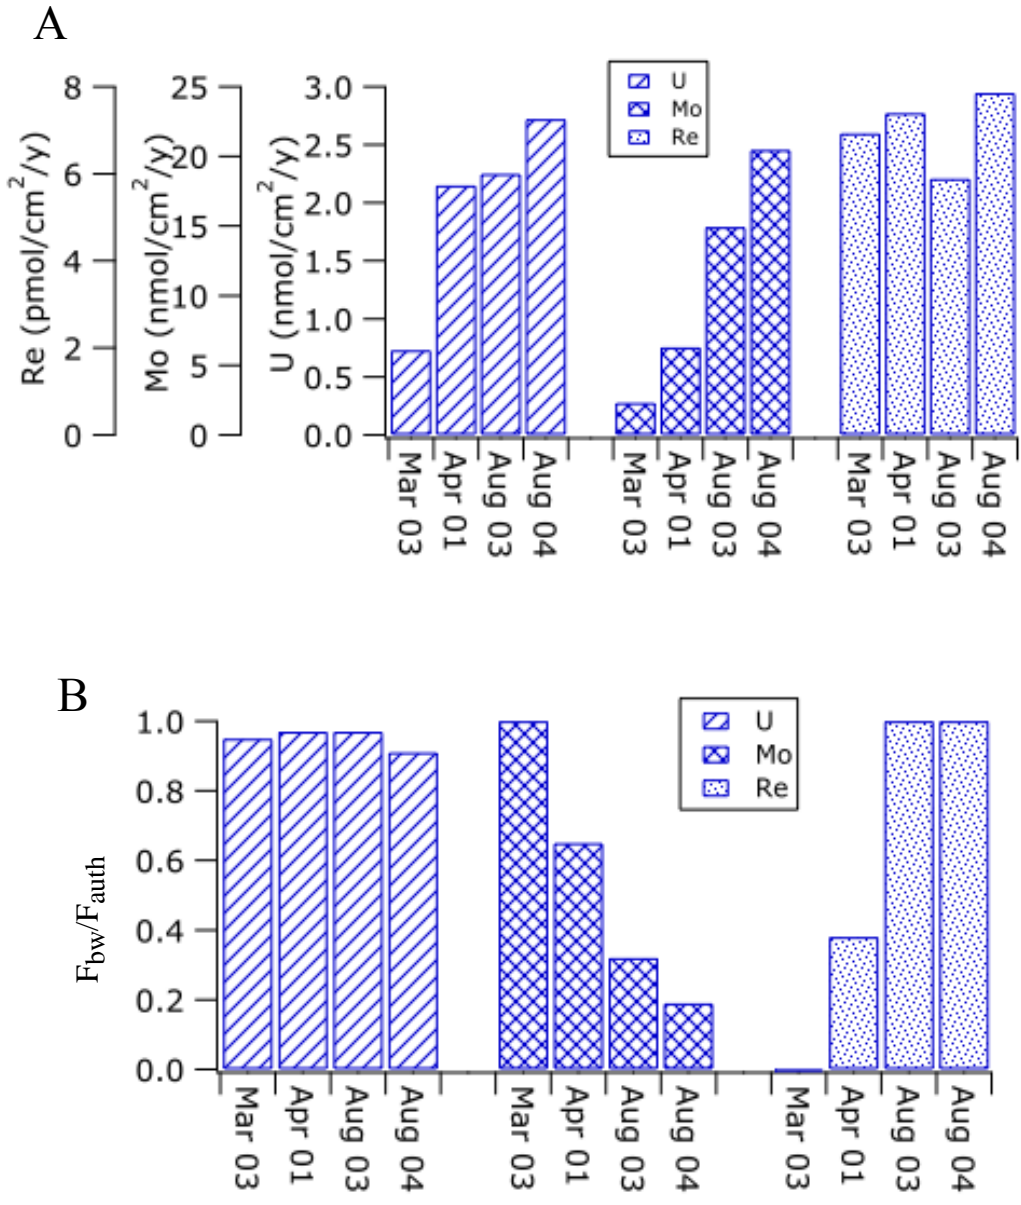 A
Re (pmol/cm²/y)
8
6
4
2
0
Mo (nmol/cm²/y)
25
20
15
10
5
0
U (nmol/cm²/y)
3.0
2.5
2.0
1.5
1.0
0.5
0.0
U
Mo
Re
Mar 03
Apr 01
Aug 03
Aug 04
Mar 03
Apr 01
Aug 03
Aug 04
Mar 03
Apr 01
Aug 03
Aug 04
B
Fbw/Fauth
1.0
0.8
0.6
0.4
0.2
0.0
U
Mo
Re
Mar 03
Apr 01
Aug 03
Aug 04
Mar 03
Apr 01
Aug 03
Aug 04
Mar 03
Apr 01
Aug 03
Aug 04